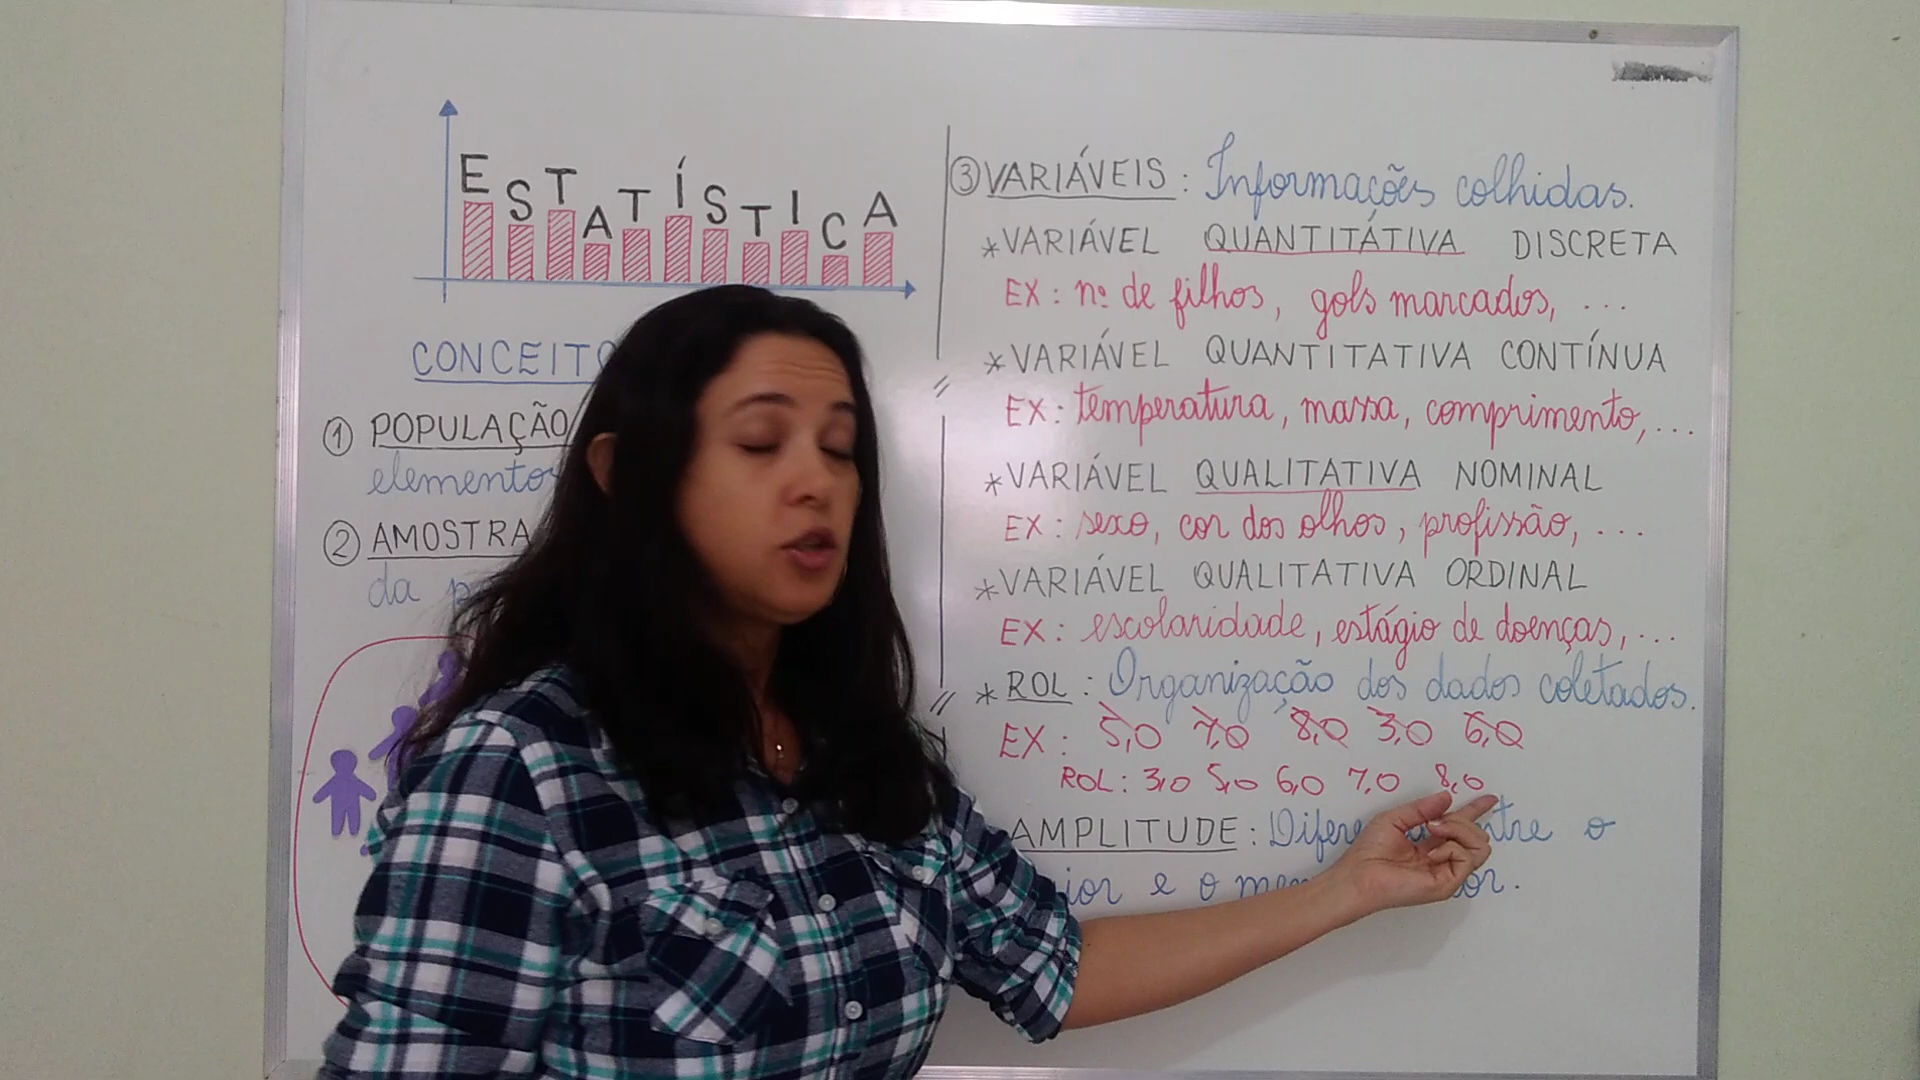 ESTATÍSTICA
CONCEITO
① POPULAÇÃO
elemento
② AMOSTRA
da
③ VARIÁVEIS: Informações colhidas.
* VARIÁVEL QUANTITÁTIVA DISCRETA
EX: nº de filhos, gols marcados, ...
* VARIÁVEL QUANTITATIVA CONTÍNUA
EX: temperatura, massa, comprimento, ...
* VARIÁVEL QUALITATIVA NOMINAL
EX: sexo, cor dos olhos, profissão, ...
* VARIÁVEL QUALITATIVA ORDINAL
EX: escolaridade, estágio de doenças, ...
* ROL: Organização dos dados coletados.
EX: 5,0 7,0 8,0 3,0 6,0
ROL: 3,0 5,0 6,0 7,0 8,0
AMPLITUDE: Difere ntre o
ior e o men or.